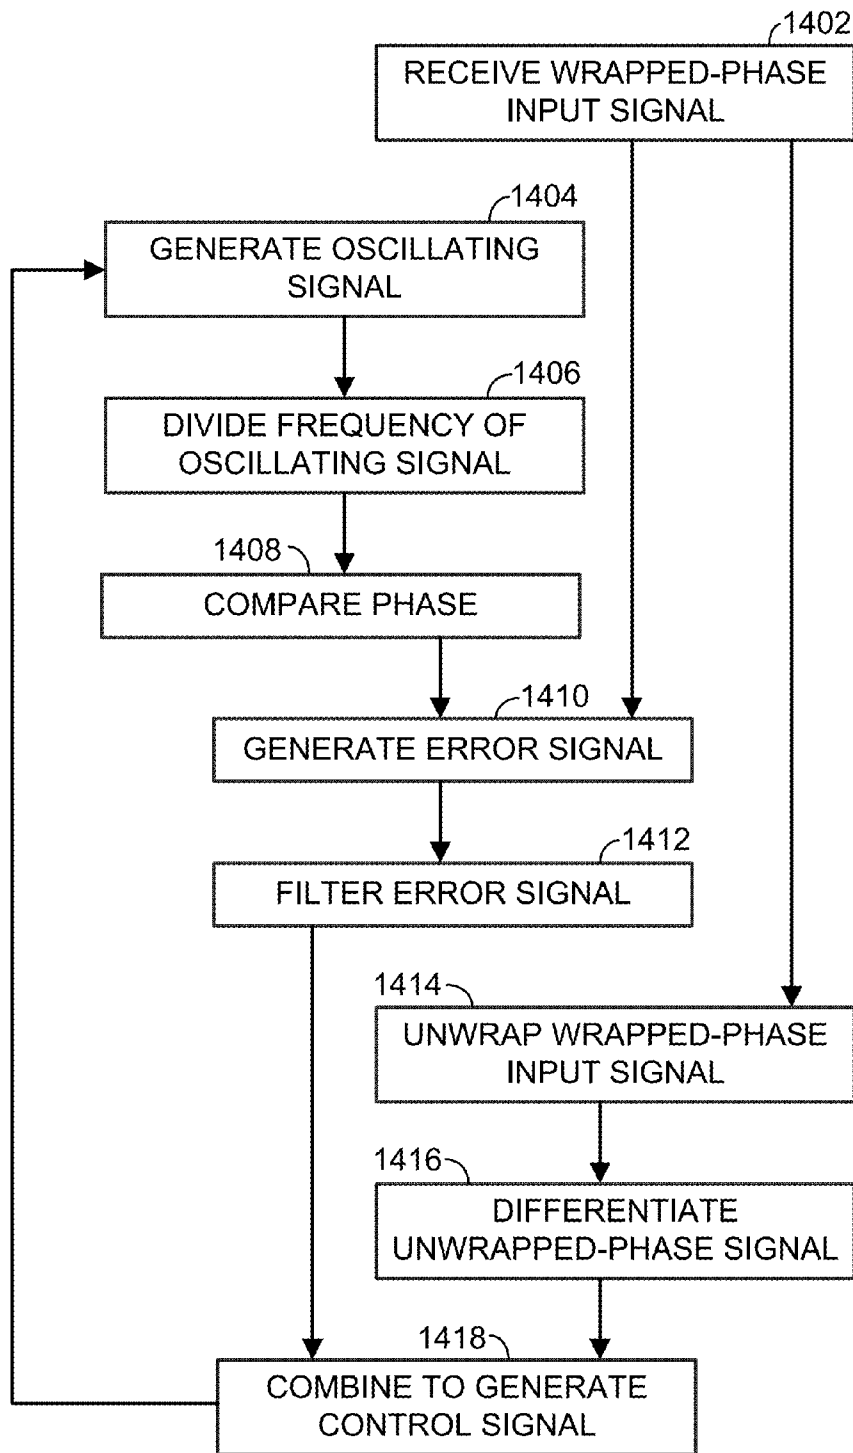 1402
RECEIVE WRAPPED-PHASE
INPUT SIGNAL
1404
GENERATE OSCILLATING
SIGNAL
1406
DIVIDE FREQUENCY OF
OSCILLATING SIGNAL
1408
COMPARE PHASE
1410
GENERATE ERROR SIGNAL
1412
FILTER ERROR SIGNAL
1414
UNWRAP WRAPPED-PHASE
INPUT SIGNAL
1416
DIFFERENTIATE
UNWRAPPED-PHASE SIGNAL
1418
COMBINE TO GENERATE
CONTROL SIGNAL